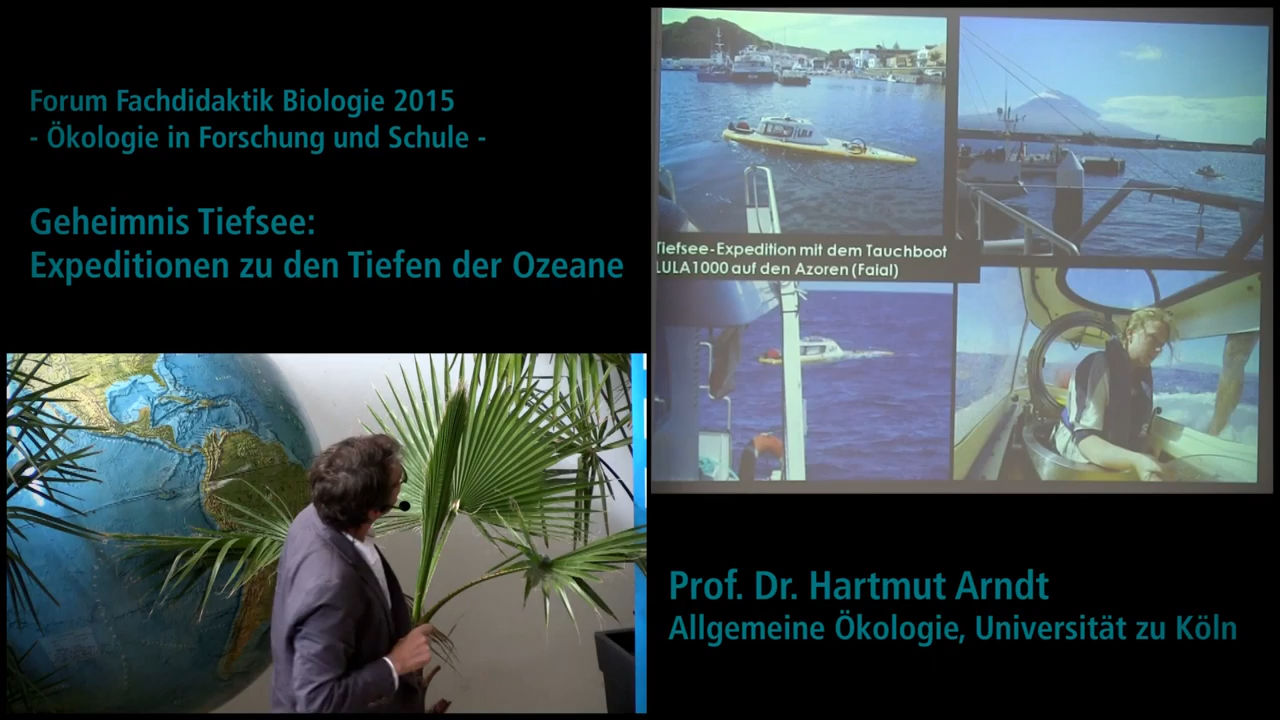 Forum Fachdidaktik Biologie 2015
- Ökologie in Forschung und Schule -
Geheimnis Tiefsee:
Expeditionen zu den Tiefen der Ozeane
Tiefsee-Expedition mit dem Tauchboot
LULA1000 auf den Azoren (Faial)
Prof. Dr. Hartmut Arndt
Allgemeine Ökologie, Universität zu Köln